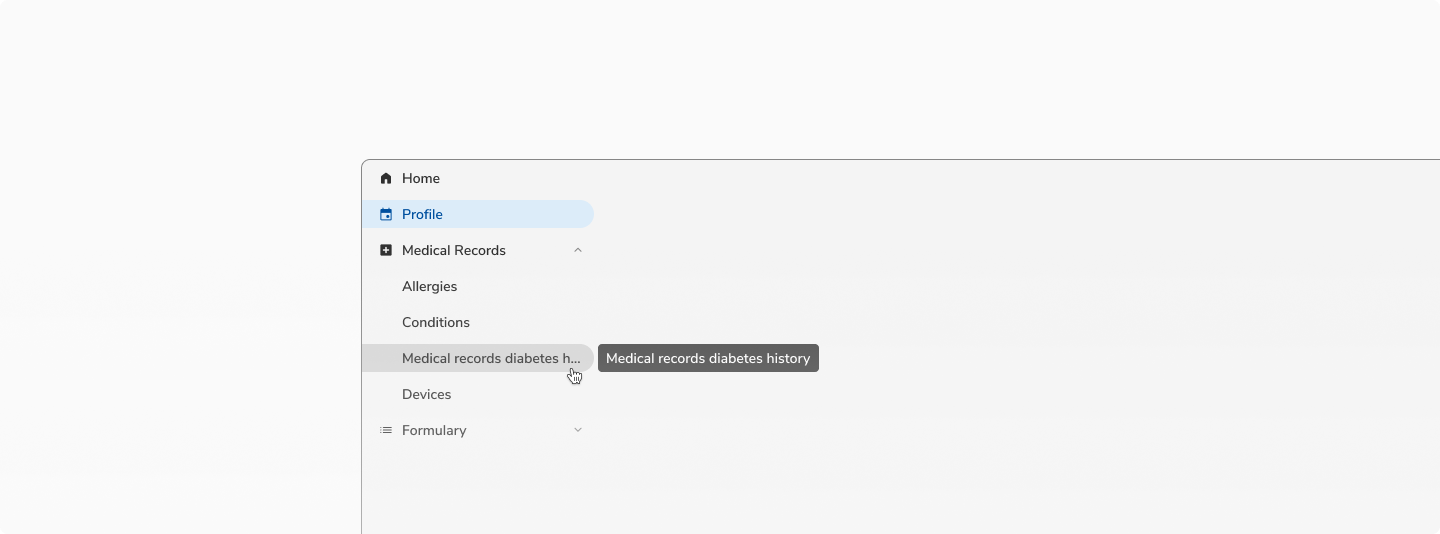 Home
Profile
Medical Records
Allergies
Conditions
Medical records diabetes h... Medical records diabetes history
Devices
Formulary